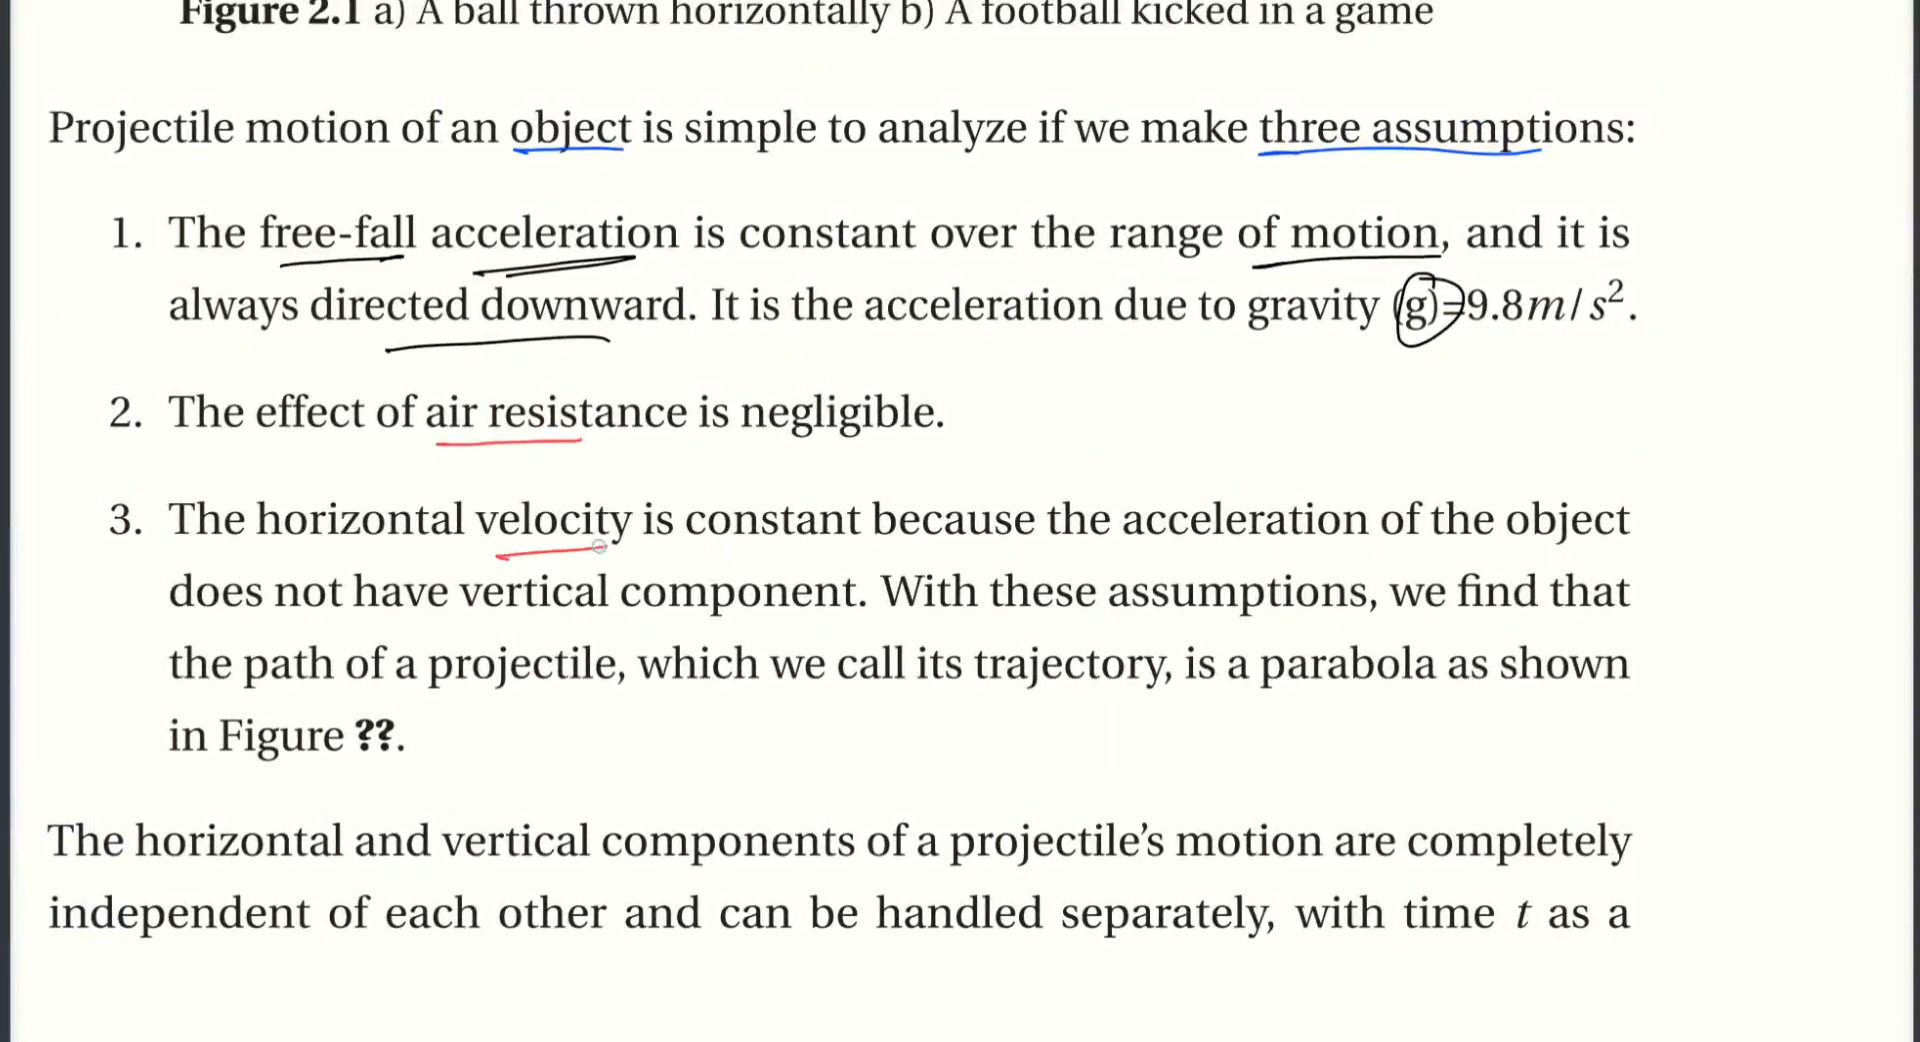 Figure 2.1 a) A ball thrown horizontally b) A football kicked in a game
Projectile motion of an object is simple to analyze if we make three assumptions:
1. The free-fall acceleration is constant over the range of motion, and it is
always directed downward. It is the acceleration due to gravity (g)=9.8m/s².
2. The effect of air resistance is negligible.
3. The horizontal velocity is constant because the acceleration of the object
does not have vertical component. With these assumptions, we find that
the path of a projectile, which we call its trajectory, is a parabola as shown
in Figure ??.
The horizontal and vertical components of a projectile’s motion are completely
independent of each other and can be handled separately, with time t as a